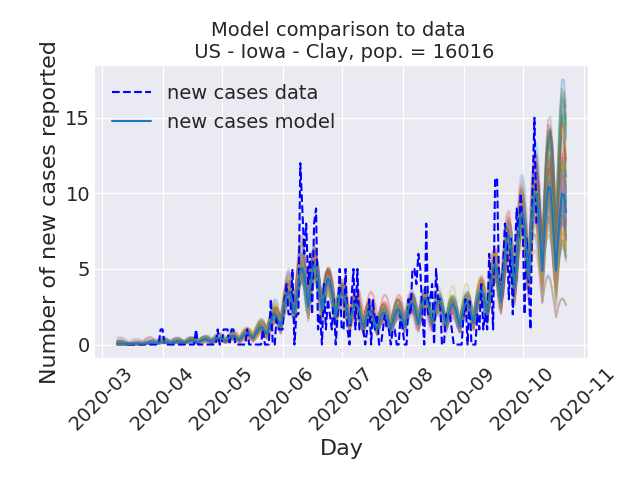 Model comparison to data
US - Iowa - Clay, pop. = 16016
Number of new cases reported
15
10
5
0
new cases data
new cases model
2020-03
2020-04
2020-05
2020-06
2020-07
2020-08
2020-09
2020-10
2020-11
Day